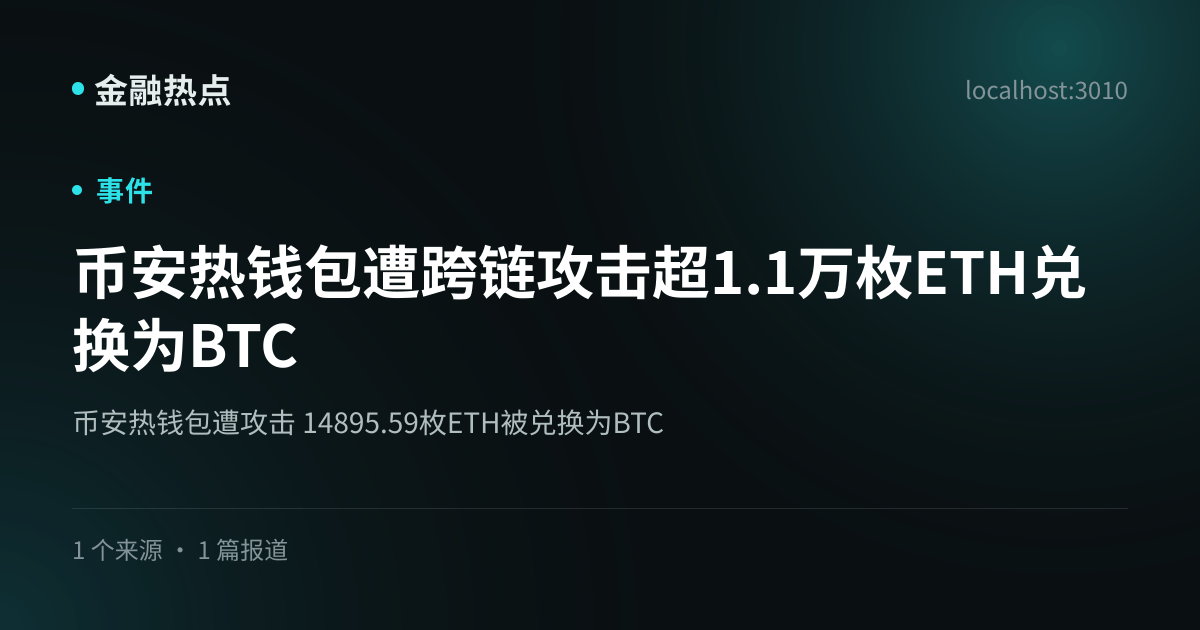 金融热点
localhost:3010
事件
币安热钱包遭跨链攻击超1.1万枚ETH兑
换为BTC
币安热钱包遭攻击 14895.59枚ETH被兑换为BTC
1 个来源 · 1 篇报道